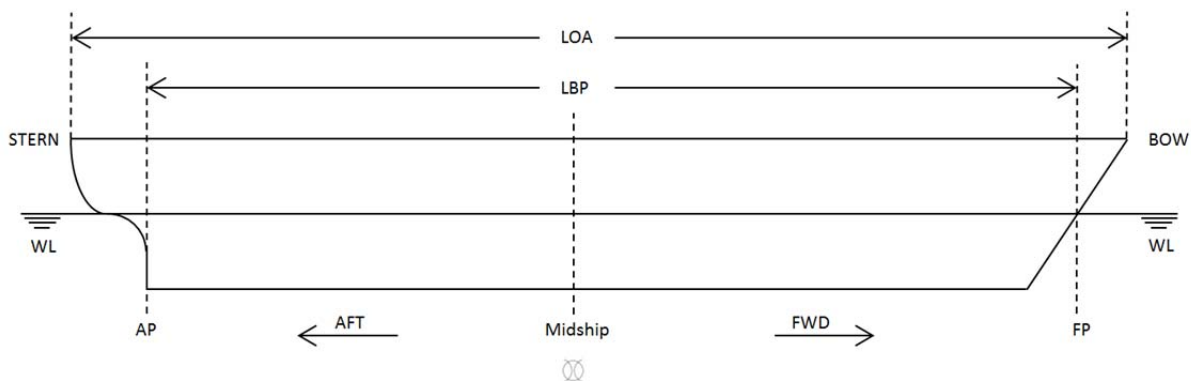 LOA
LBP
STERN
BOW
WL
WL
AP
AFT
Midship
FWD
FP